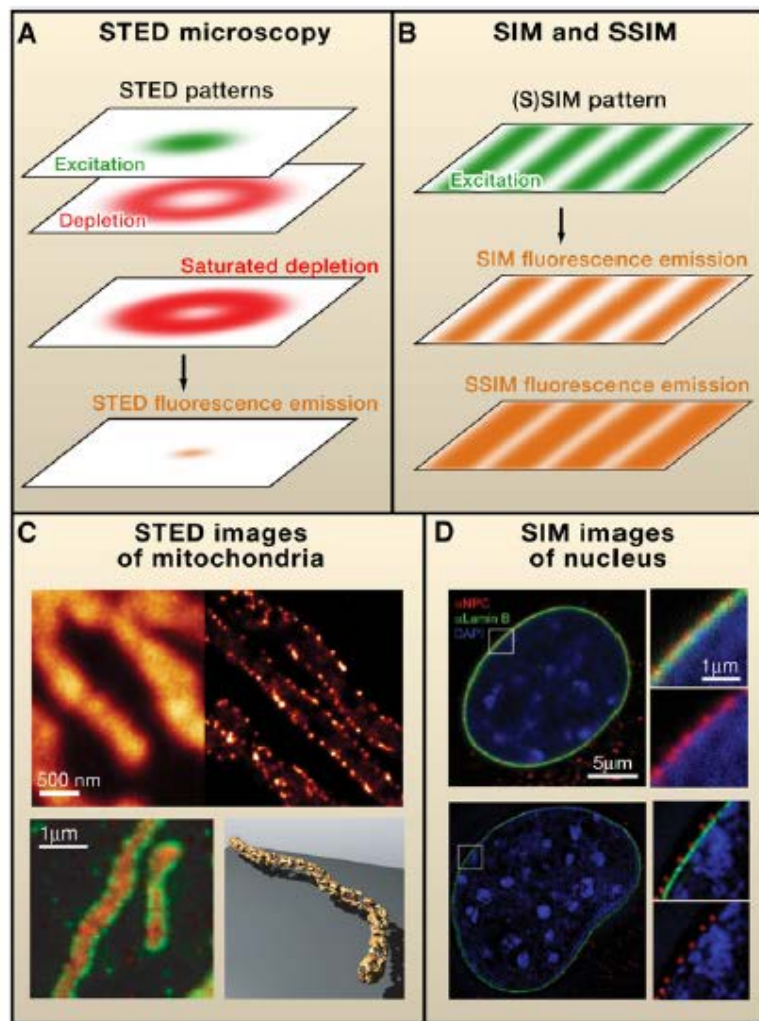 A STED microscopy
STED patterns
Excitation
Depletion
Saturated depletion
STED fluorescence emission
B SIM and SSIM
(S)SIM pattern
Excitation
SIM fluorescence emission
SSIM fluorescence emission
C STED images
of mitochondria
500 nm
1μm
D SIM images
of nucleus
αNPC
αLamin B
DAPI
5μm
1μm